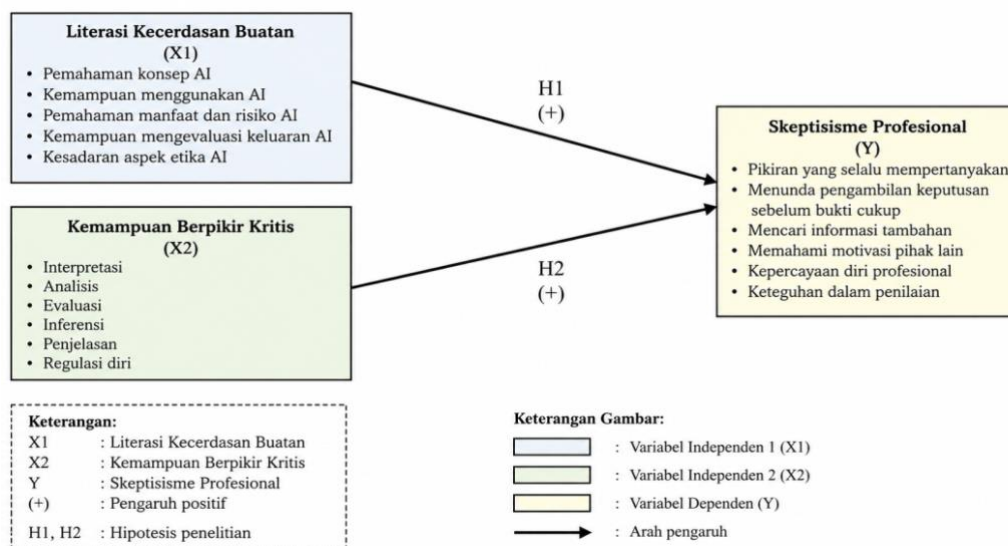 Literasi Kecerdasan Buatan
(X1)
• Pemahaman konsep AI
• Kemampuan menggunakan AI
• Pemahaman manfaat dan risiko AI
• Kemampuan mengevaluasi keluaran AI
• Kesadaran aspek etika AI
H1
(+)
Kemampuan Berpikir Kritis
(X2)
• Interpretasi
• Analisis
• Evaluasi
• Inferensi
• Penjelasan
• Regulasi diri
H2
(+)
Skeptisisme Profesional
(Y)
• Pikiran yang selalu mempertanyakan
• Menunda pengambilan keputusan
sebelum bukti cukup
• Mencari informasi tambahan
• Memahami motivasi pihak lain
• Kepercayaan diri profesional
• Keteguhan dalam penilaian
Keterangan:
X1 : Literasi Kecerdasan Buatan
X2 : Kemampuan Berpikir Kritis
Y : Skeptisisme Profesional
(+) : Pengaruh positif
H1, H2 : Hipotesis penelitian
Keterangan Gambar:
: Variabel Independen 1 (X1)
: Variabel Independen 2 (X2)
: Variabel Dependen (Y)
: Arah pengaruh